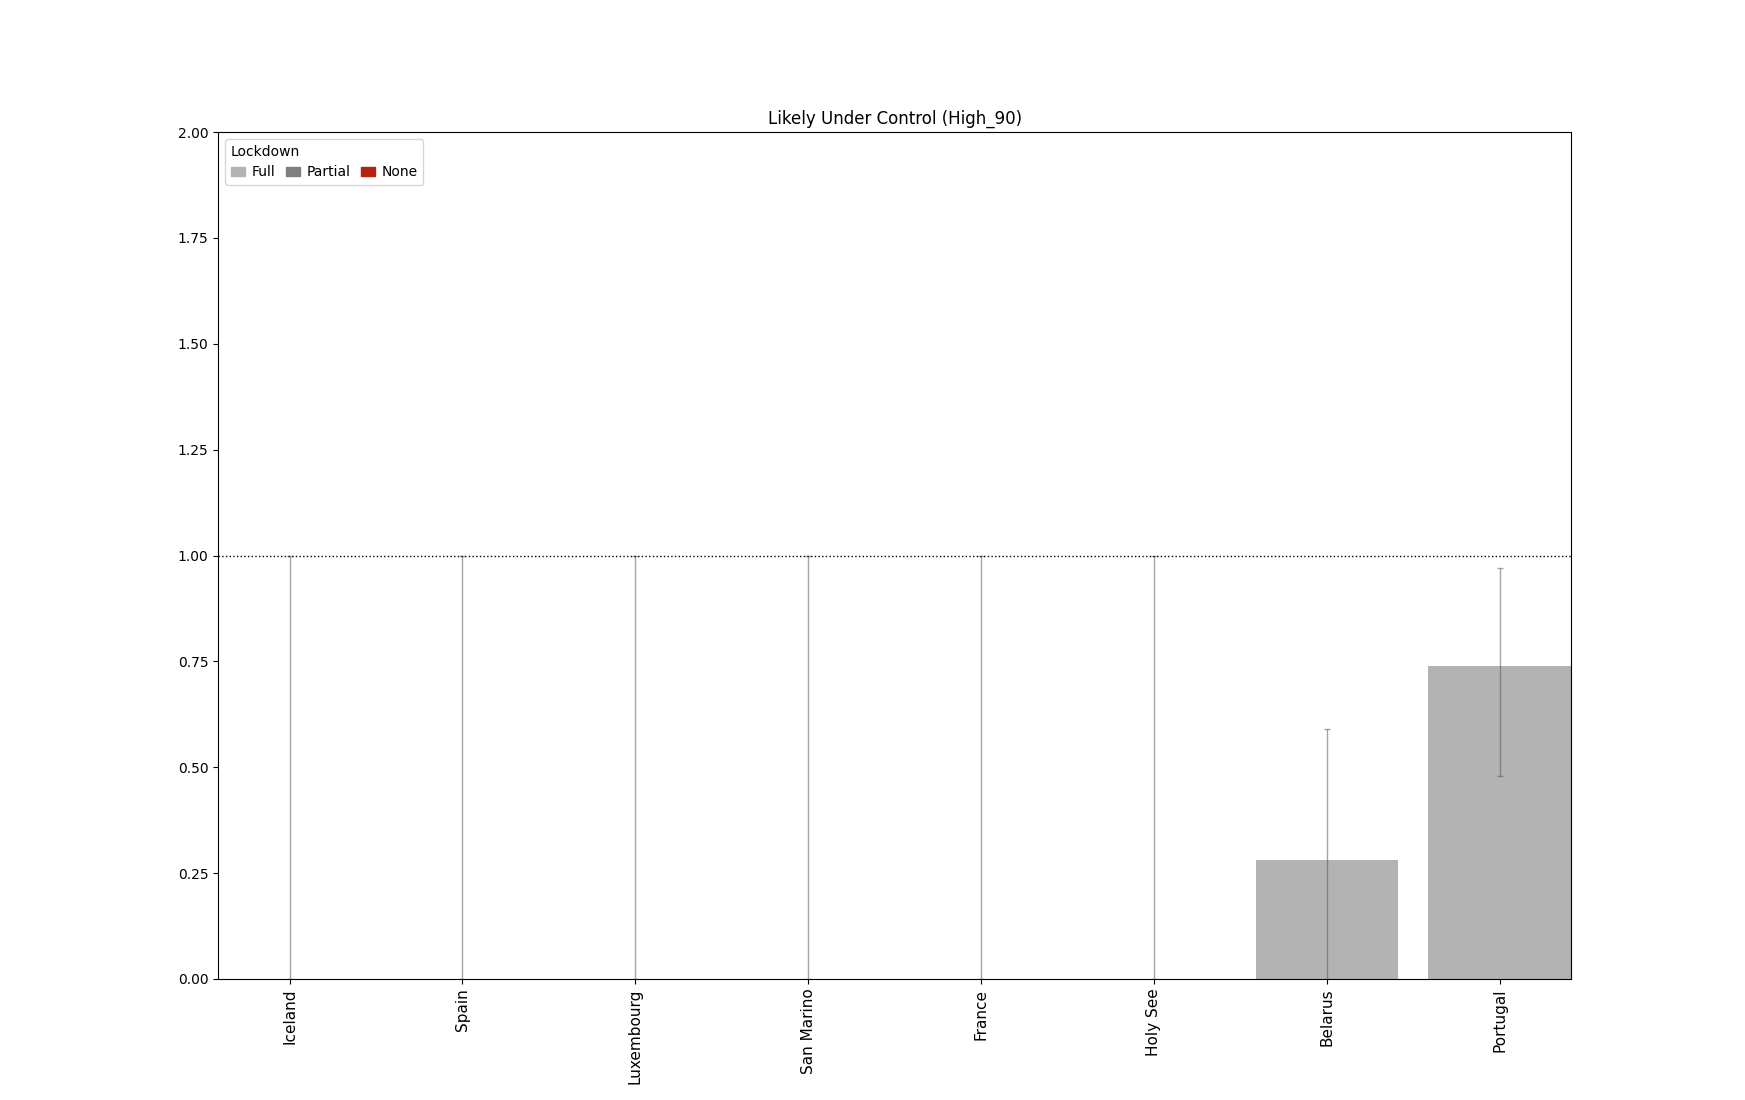 Likely Under Control (High_90)
Lockdown
Full Partial None
2.00
1.75
1.50
1.25
1.00
0.75
0.50
0.25
0.00
Iceland
Spain
Luxembourg
San Marino
France
Holy See
Belarus
Portugal